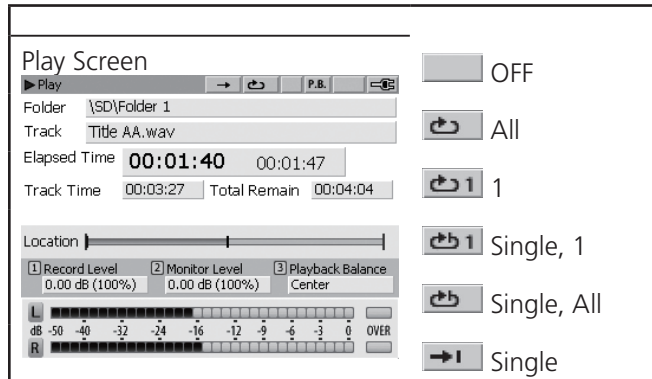 Play Screen
Play
P.B.
Folder \SD\Folder 1
Track Title AA.wav
Elapsed Time 00:01:40 00:01:47
Track Time 00:03:27 Total Remain 00:04:04
Location
1 Record Level 2 Monitor Level 3 Playback Balance
0.00 dB (100%) 0.00 dB (100%) Center
L
dB -50 -40 -32 -24 -16 -12 -9 -6 -3 0 OVER
R
OFF
All
1 1
1 Single, 1
Single, All
Single